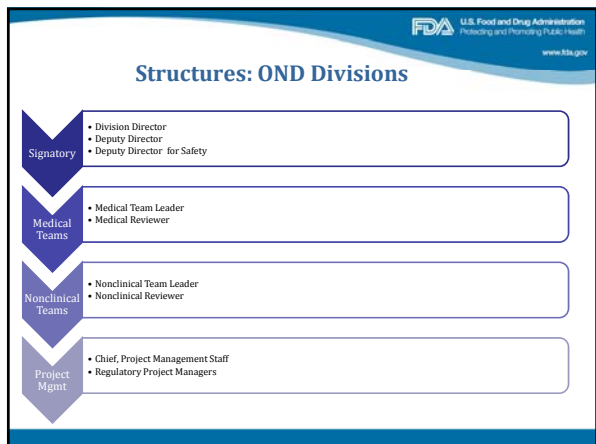 FDA U.S. Food and Drug Administration
Protecting and Promoting Public Health
www.fda.gov
Structures: OND Divisions
Signatory
• Division Director
• Deputy Director
• Deputy Director for Safety
Medical
Teams
• Medical Team Leader
• Medical Reviewer
Nonclinical
Teams
• Nonclinical Team Leader
• Nonclinical Reviewer
Project
Mgmt
• Chief, Project Management Staff
• Regulatory Project Managers